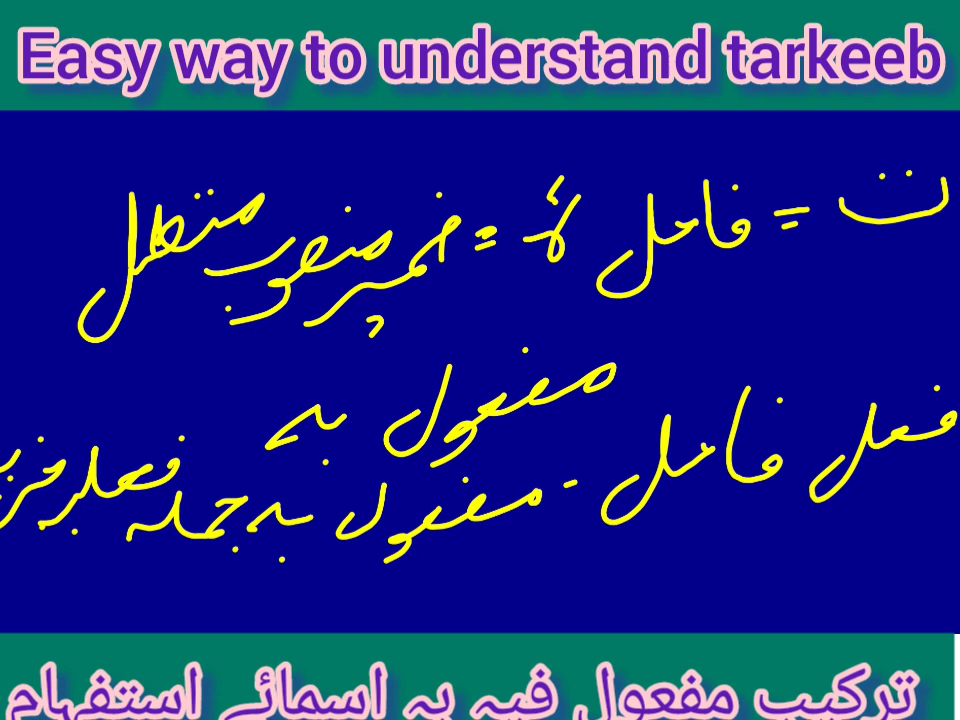 Easy way to understand tarkeeb
ت = فاعل هٗ = ضمیر منصوب متصل
مفعول بہ
فعل فاعل - مفعول بہ جملہ فعلیہ
ترکیب مفعول فیہ بہ اسمائے استفہام